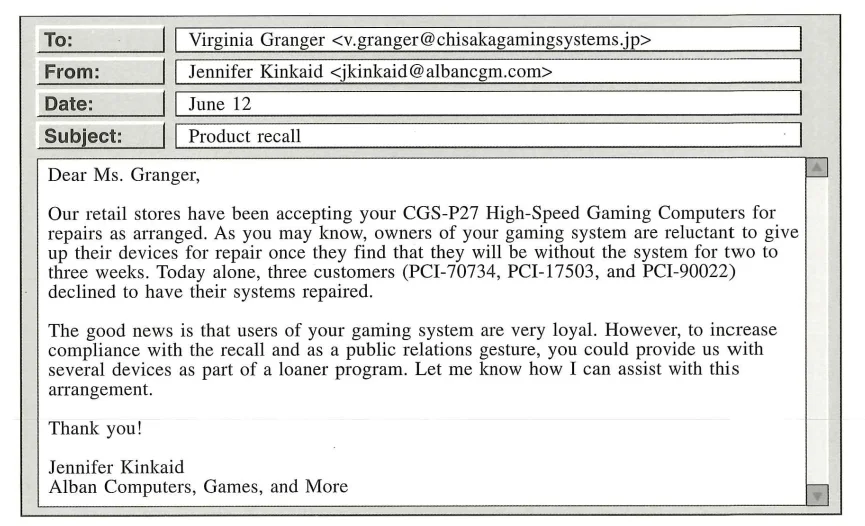 To: Virginia Granger <v.granger@chisakagamingsystems.jp>
From: Jennifer Kinkaid <jkinkaid@albancgm.com>
Date: June 12
Subject: Product recall
Dear Ms. Granger,
Our retail stores have been accepting your CGS-P27 High-Speed Gaming Computers for
repairs as arranged. As you may know, owners of your gaming system are reluctant to give
up their devices for repair once they find that they will be without the system for two to
three weeks. Today alone, three customers (PCI-70734, PCI-17503, and PCI-90022)
declined to have their systems repaired.
The good news is that users of your gaming system are very loyal. However, to increase
compliance with the recall and as a public relations gesture, you could provide us with
several devices as part of a loaner program. Let me know how I can assist with this
arrangement.
Thank you!
Jennifer Kinkaid
Alban Computers, Games, and More